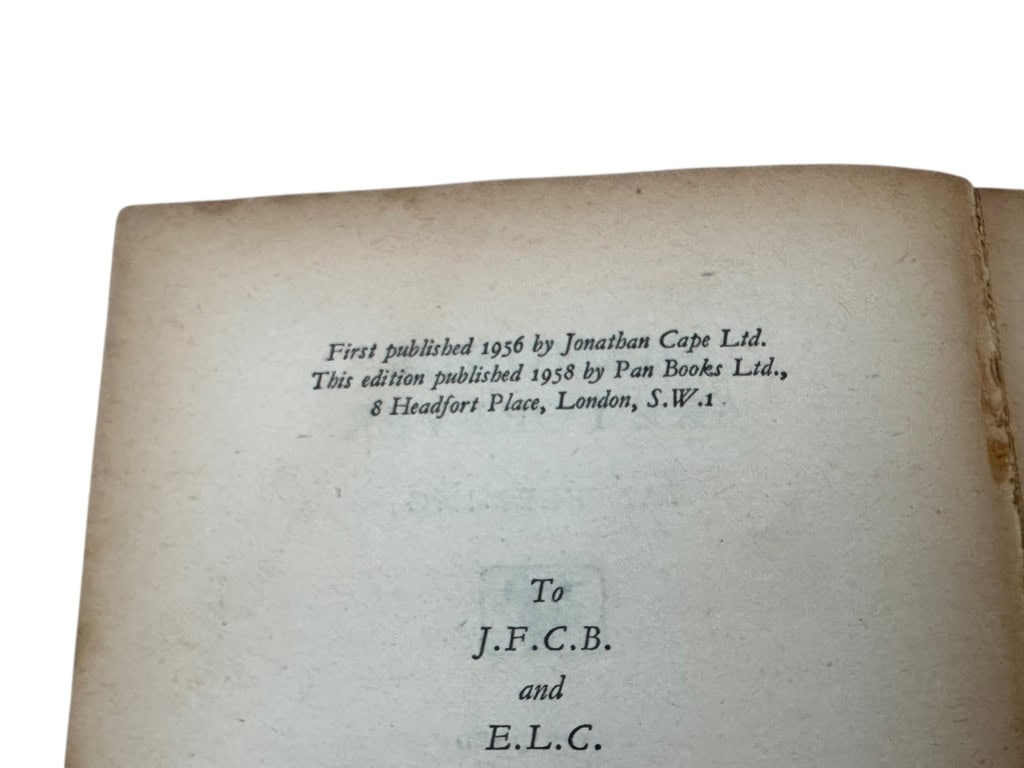 First published 1956 by Jonathan Cape Ltd.
This edition published 1958 by Pan Books Ltd.,
8 Headfort Place, London, S.W.1
To
J.F.C.B.
and
E.L.C.